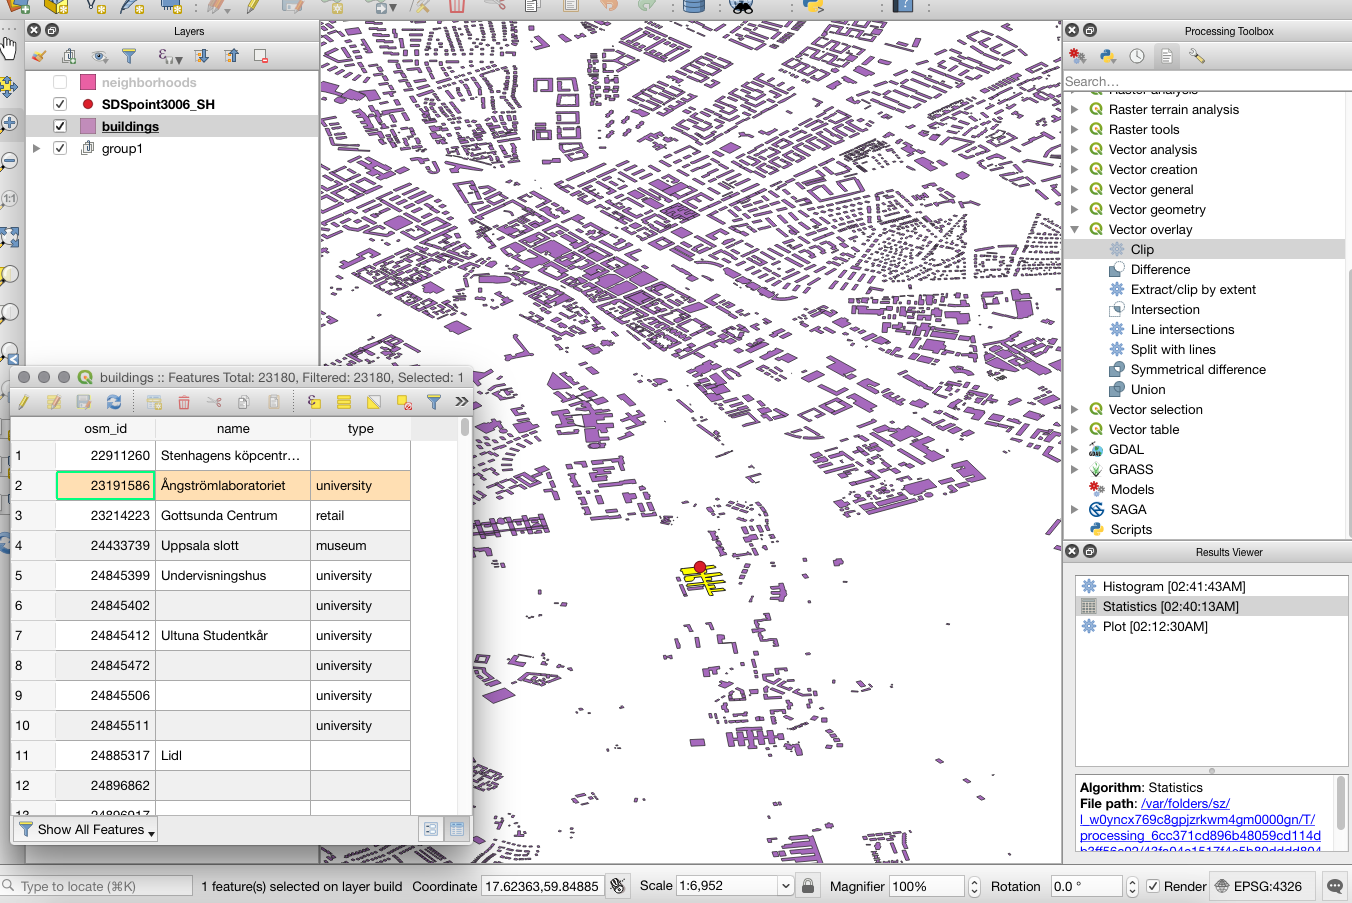 Layers
neighborhoods
SDSpoint3006_SH
buildings
group1
buildings :: Features Total: 23180, Filtered: 23180, Selected: 1
osm_id name type
1 22911260 Stenhagens köpcentr...
2 23191586 Ångströmlaboratoriet university
3 23214223 Gottsunda Centrum retail
4 24433739 Uppsala slott museum
5 24845399 Undervisningshus university
6 24845402 university
7 24845412 Ultuna Studentkår university
8 24845472 university
9 24845506 university
10 24845511 university
11 24885317 Lidl
12 24896862
13 24896917
Show All Features
Processing Toolbox
Search...
Raster analysis
Raster terrain analysis
Raster tools
Vector analysis
Vector creation
Vector general
Vector geometry
Vector overlay
Clip
Difference
Extract/clip by extent
Intersection
Line intersections
Split with lines
Symmetrical difference
Union
Vector selection
Vector table
GDAL
GRASS
Models
SAGA
Scripts
Results Viewer
Histogram [02:41:43AM]
Statistics [02:40:13AM]
Plot [02:12:30AM]
Algorithm: Statistics
File path: /var/folders/sz/
l_w0yncx769c8gpjzrkwm4gm0000gn/T/
processing_6cc371cd896b48059cd114d
Type to locate (⌘K) 1 feature(s) selected on layer build Coordinate 17.62363,59.84885 Scale 1:6,952 Magnifier 100% Rotation 0.0 ° Render EPSG:4326